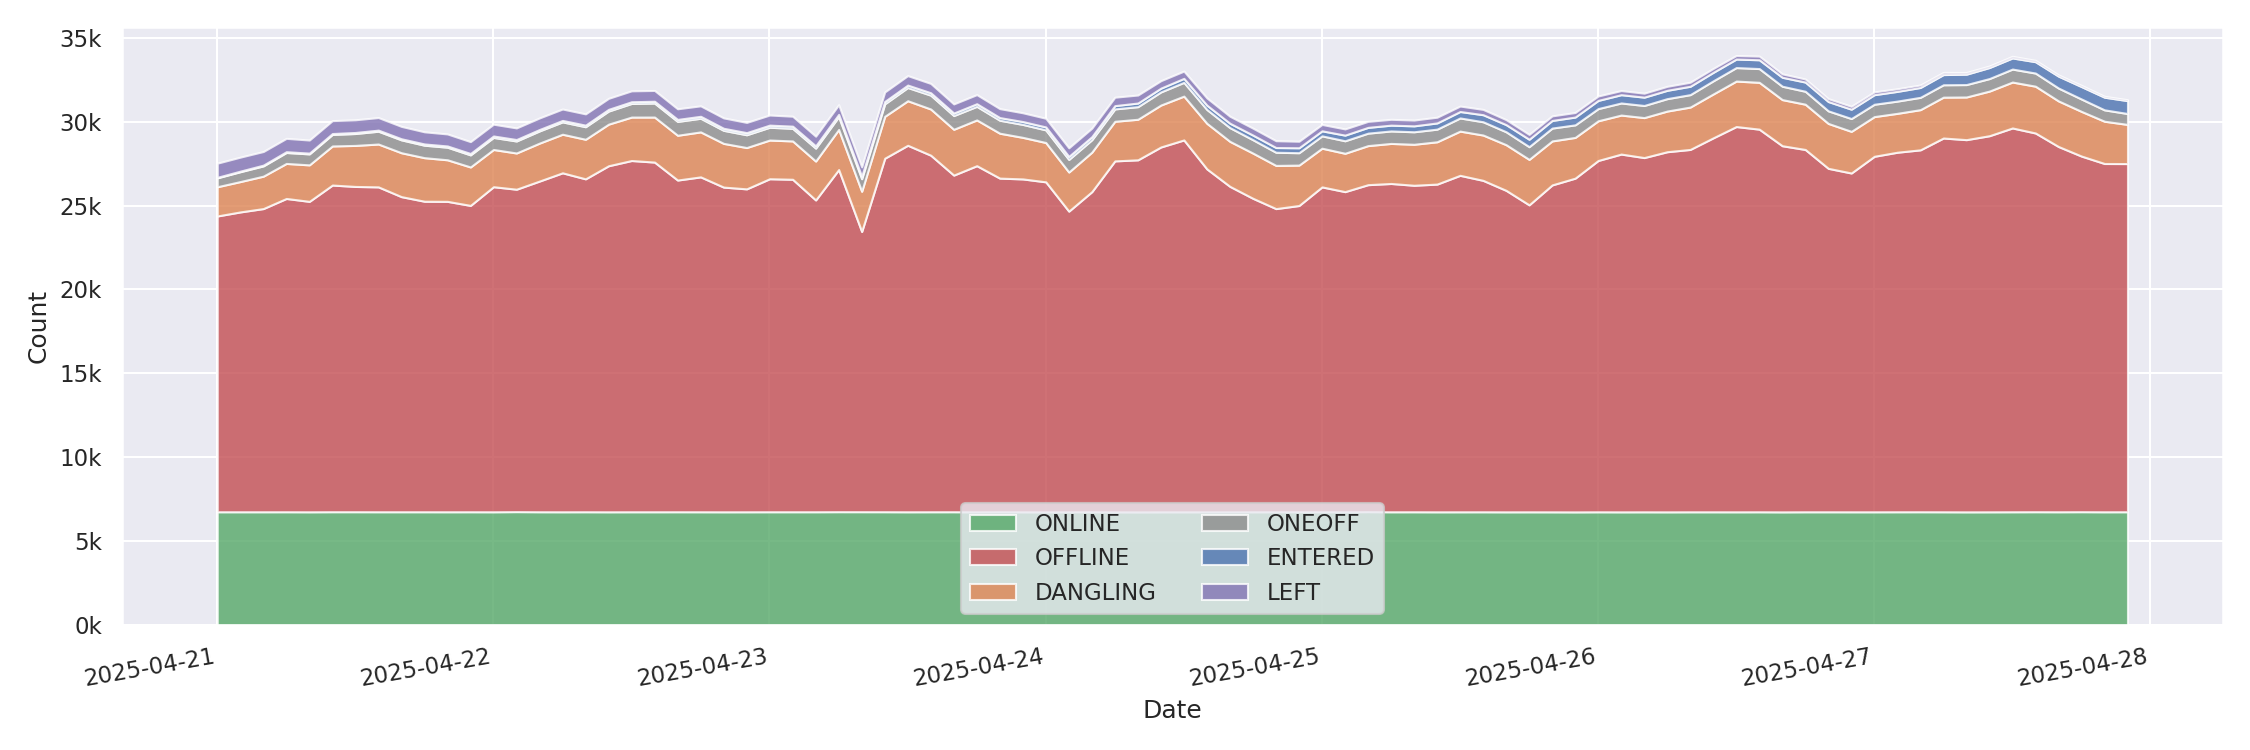 35k
30k
25k
20k
15k
10k
5k
0k
Count
ONLINE
OFFLINE
DANGLING
ONEOFF
ENTERED
LEFT
2025-04-21
2025-04-22
2025-04-23
2025-04-24
2025-04-25
2025-04-26
2025-04-27
2025-04-28
Date